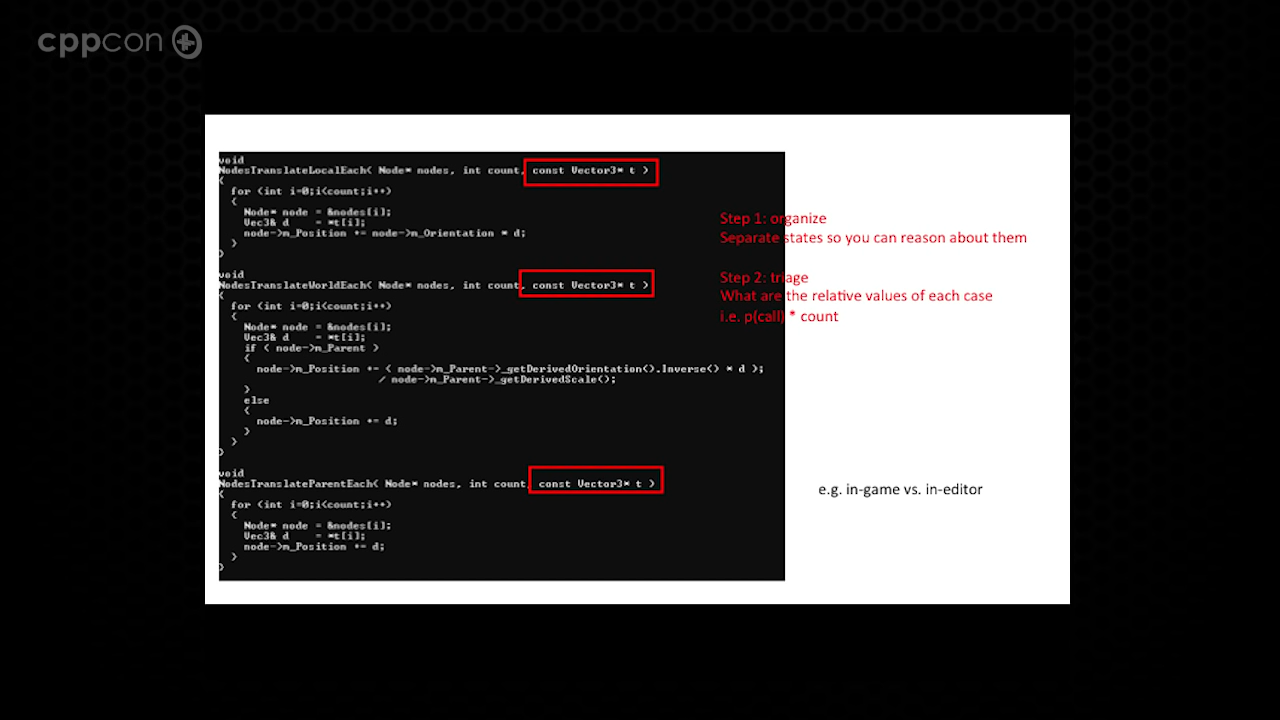 cppcon
void
NodesTranslateLocalEach( Node* nodes, int count, const Vector3* t )
{
for (int i=0;i<count;i++)
{
Node* node = &nodes[i];
Vec3& d = *t[i];
node->m_Position += node->m_Orientation * d;
}
}
void
NodesTranslateWorldEach( Node* nodes, int count, const Vector3* t )
{
for (int i=0;i<count;i++)
{
Node* node = &nodes[i];
Vec3& d = *t[i];
if ( node->m_Parent )
{
node->m_Position += ( node->m_Parent->_getDerivedOrientation().Inverse() * d );
/ node->m_Parent->_getDerivedScale();
}
else
{
node->m_Position += d;
}
}
}
void
NodesTranslateParentEach( Node* nodes, int count, const Vector3* t )
{
for (int i=0;i<count;i++)
{
Node* node = &nodes[i];
Vec3& d = *t[i];
node->m_Position += d;
}
}
Step 1: organize
Separate states so you can reason about them
Step 2: triage
What are the relative values of each case
i.e. p(call) * count
e.g. in-game vs. in-editor